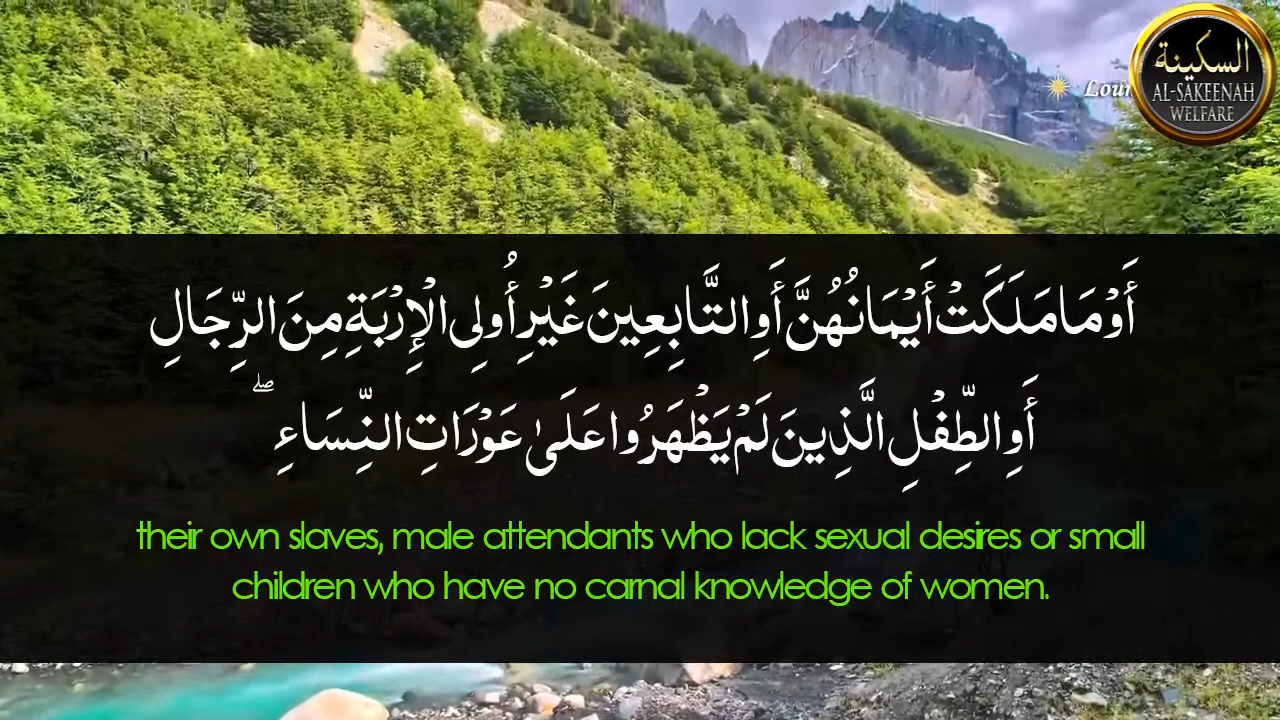 السكينة
AL-SAKEENAH
WELFARE
أَوْ مَا مَلَكَتْ أَيْمَانُهُنَّ أَوِ التَّابِعِينَ غَيْرِ أُولِي الْإِرْبَةِ مِنَ الرِّجَالِ
أَوِ الطِّفْلِ الَّذِينَ لَمْ يَظْهَرُوا عَلَىٰ عَوْرَاتِ النِّسَاءِ ۖ
their own slaves, male attendants who lack sexual desires or small
children who have no carnal knowledge of women.